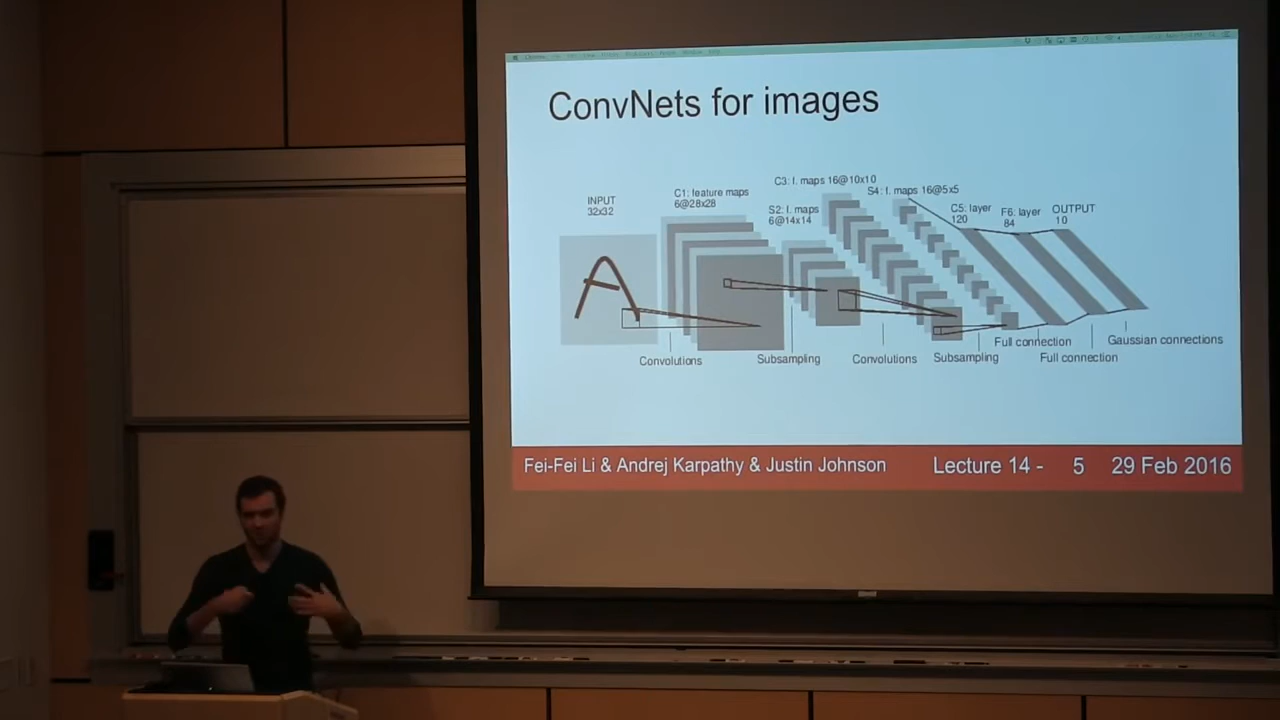 ConvNets for images
INPUT
32x32
C1: feature maps
6@28x28
S2: f. maps
6@14x14
C3: f. maps 16@10x10
S4: f. maps 16@5x5
C5: layer
120
F6: layer
84
OUTPUT
10
A
Convolutions
Subsampling
Convolutions
Subsampling
Full connection
Full connection
Gaussian connections
Fei-Fei Li & Andrej Karpathy & Justin Johnson
Lecture 14 - 5
29 Feb 2016